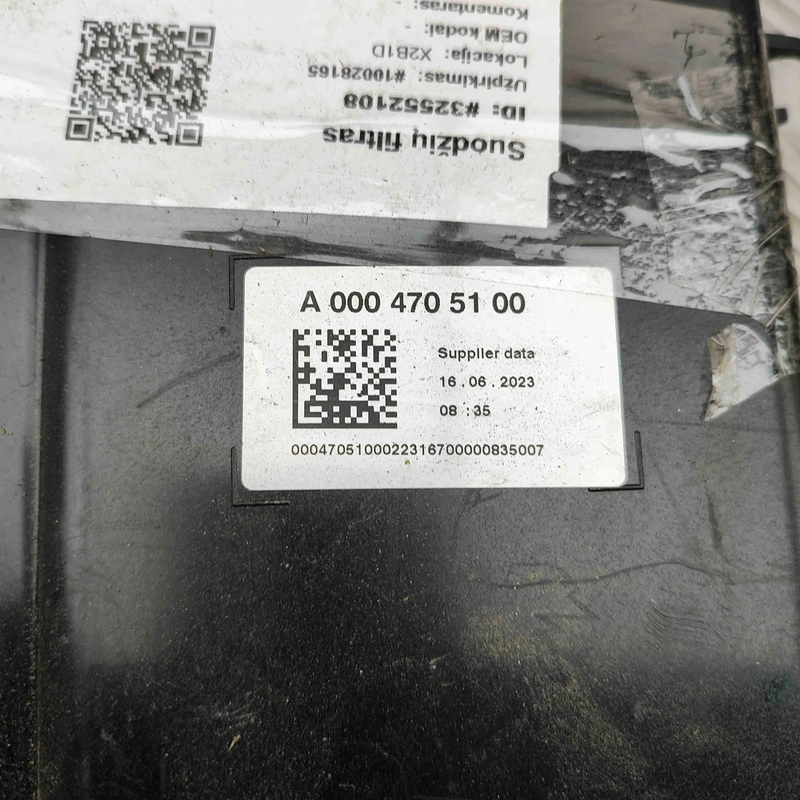 Suodžių filtras
ID: #32552108
Užpirkimas: #10028165
Lokacija: X2B1D
OEM kodai: -
Komentaras: -
A 000 470 51 00
Supplier data
16 . 06 . 2023
08 : 35
0004705100022316700000835007